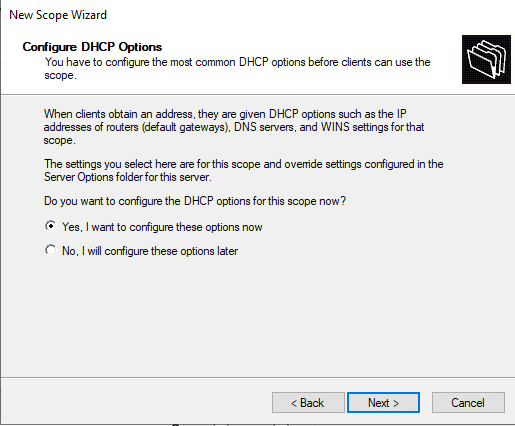 New Scope Wizard
Configure DHCP Options
You have to configure the most common DHCP options before clients can use the
scope.
When clients obtain an address, they are given DHCP options such as the IP
addresses of routers (default gateways), DNS servers, and WINS settings for that
scope.
The settings you select here are for this scope and override settings configured in the
Server Options folder for this server.
Do you want to configure the DHCP options for this scope now?
Yes, I want to configure these options now
No, I will configure these options later
< Back Next > Cancel